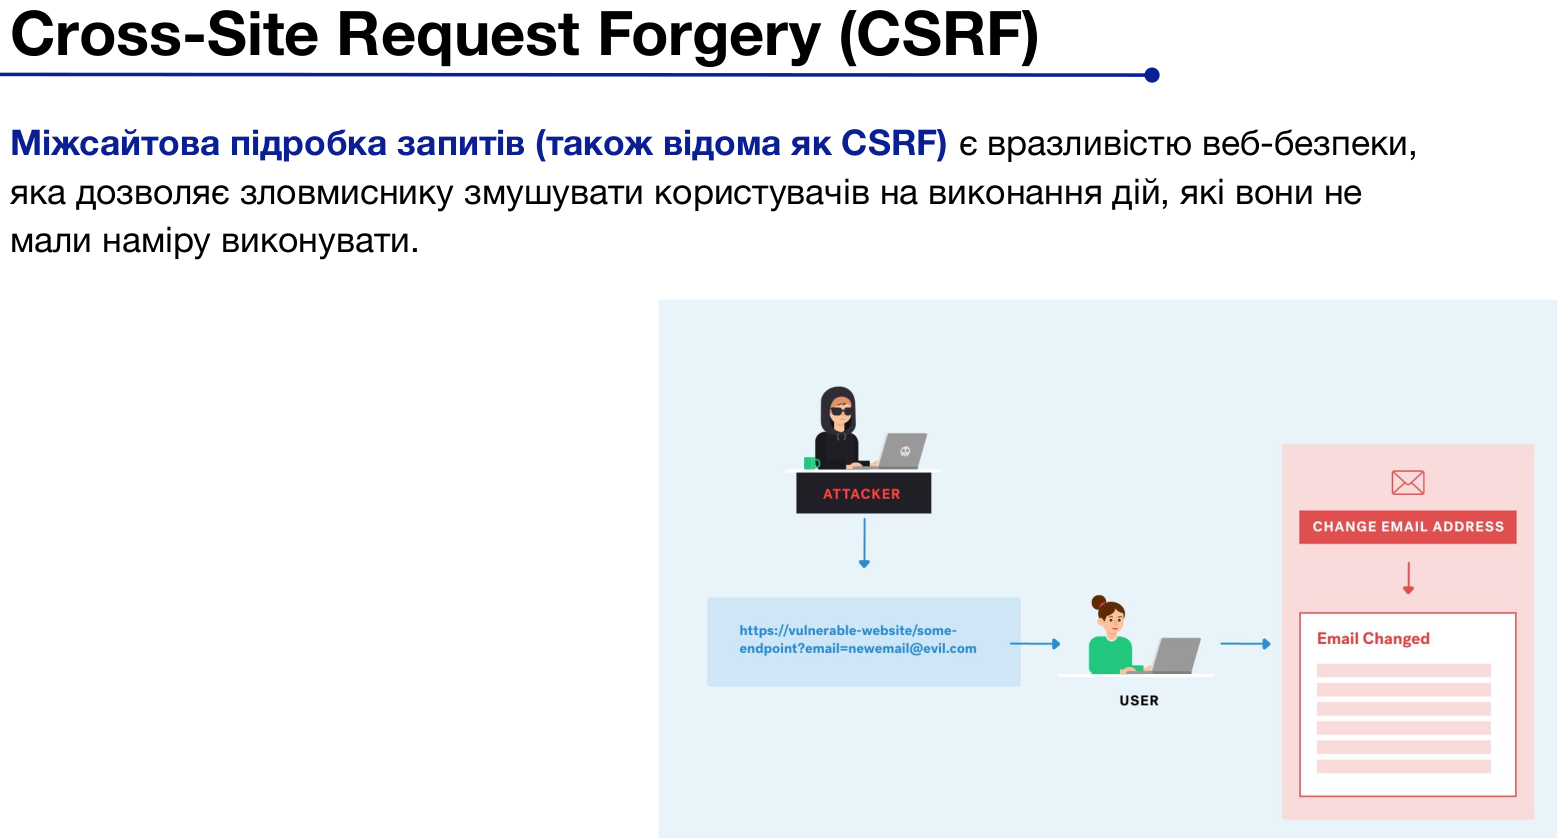 Cross-Site Request Forgery (CSRF)
Міжсайтова підробка запитів (також відома як CSRF) є вразливістю веб-безпеки,
яка дозволяє зловмиснику змушувати користувачів на виконання дій, які вони не
мали наміру виконувати.
ATTACKER
https://vulnerable-website/some-
endpoint?email=newemail@evil.com
USER
CHANGE EMAIL ADDRESS
Email Changed